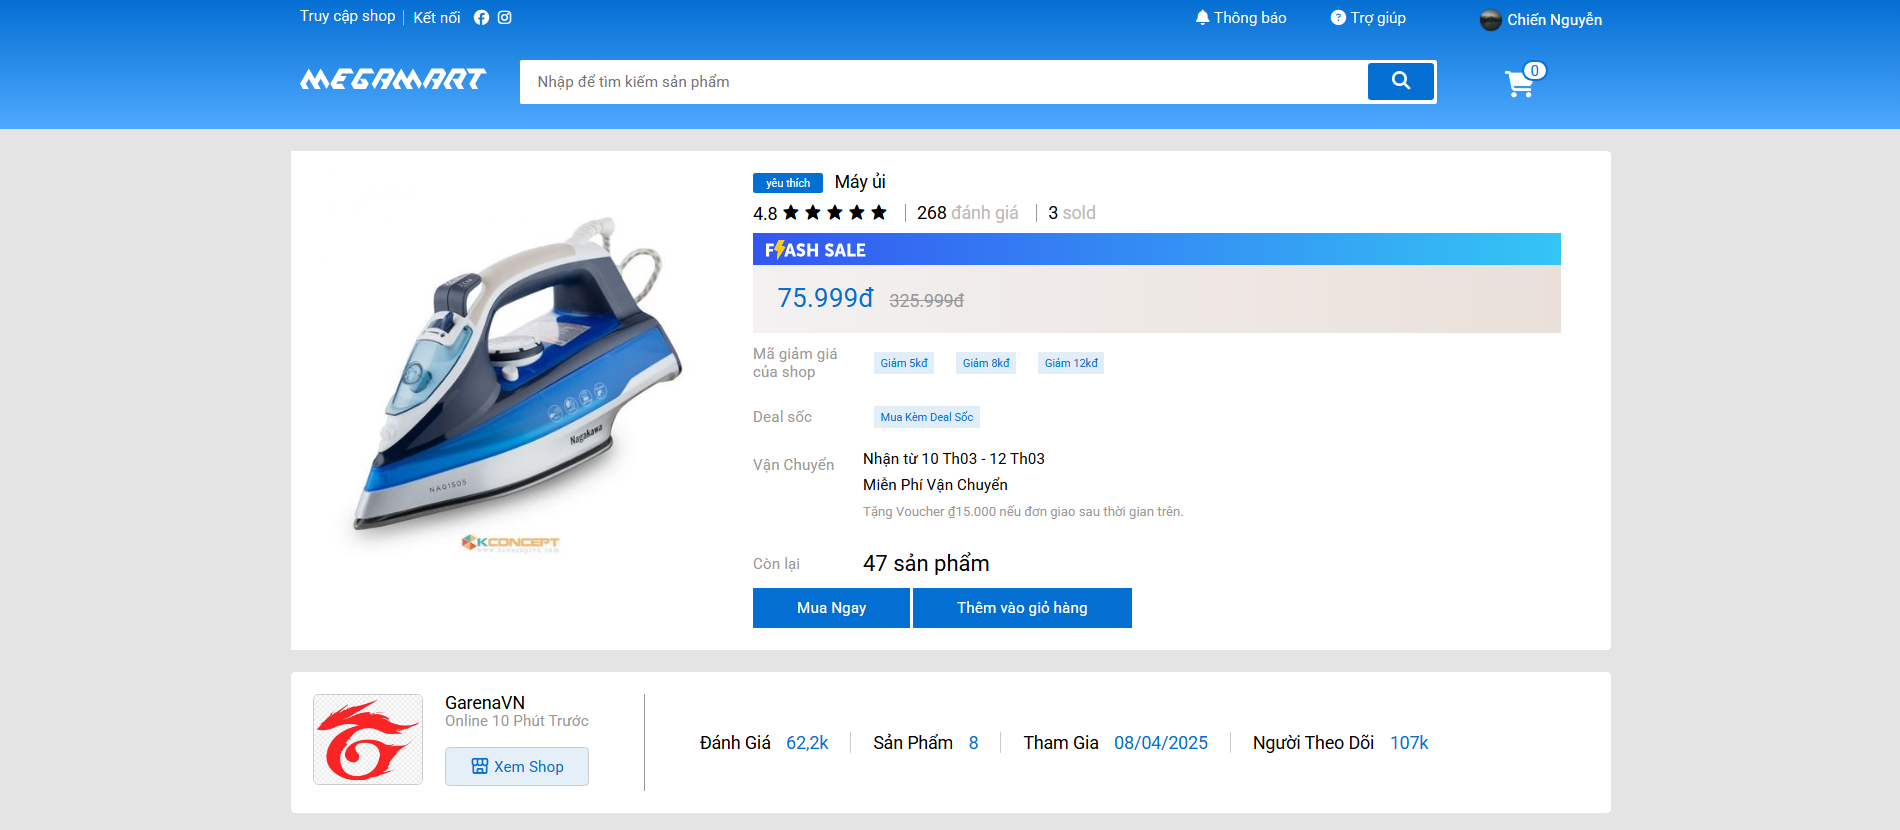 Truy cập shop Kết nối Thông báo Trợ giúp Chiến Nguyễn
MEGAMART Nhập để tìm kiếm sản phẩm 0
yêu thích Máy ủi
4.8 268 đánh giá 3 sold
F ASH SALE
75.999đ 325.999đ
Mã giảm giá của shop Giảm 5kđ Giảm 8kđ Giảm 12kđ
Deal sốc Mua Kèm Deal Sốc
Vận Chuyển Nhận từ 10 Th03 - 12 Th03
Miễn Phí Vận Chuyển
Tặng Voucher ₫15.000 nếu đơn giao sau thời gian trên.
Còn lại 47 sản phẩm
Mua Ngay Thêm vào giỏ hàng
Nagakawa
NAG1505
KCONCEPT
GarenaVN
Online 10 Phút Trước
Xem Shop
Đánh Giá 62,2k Sản Phẩm 8 Tham Gia 08/04/2025 Người Theo Dõi 107k